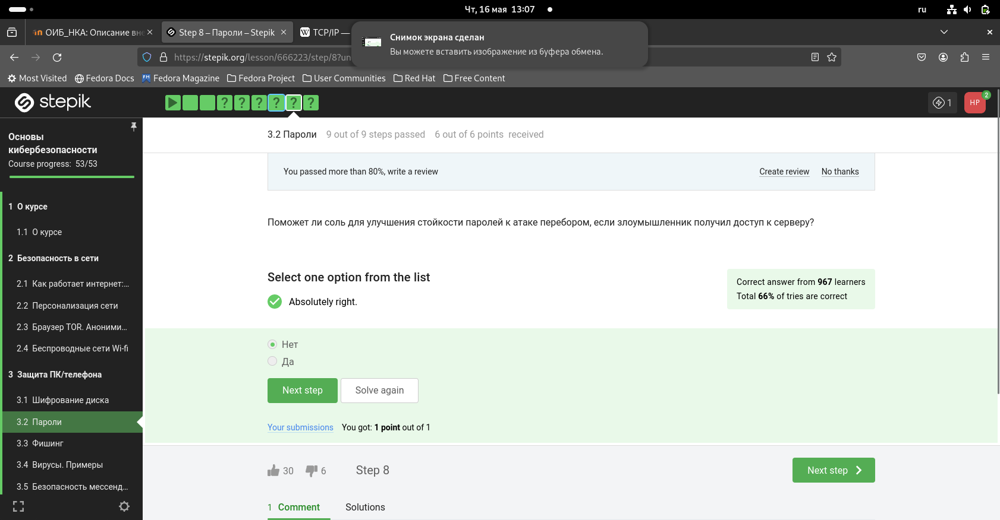 Чт, 16 мая 13:07
ru
ОИБ_НКА: Описание вне
Step 8 – Пароли – Stepik
W TCP/IP —
Снимок экрана сделан
Вы можете вставить изображение из буфера обмена.
https://stepik.org/lesson/666223/step/8?un
Most Visited
Fedora Docs
FM Fedora Magazine
Fedora Project
User Communities
Red Hat
Free Content
stepik
? ? ? ? ? ?
1
НР
2
Основы
кибербезопасности
Course progress: 53/53
3.2 Пароли 9 out of 9 steps passed 6 out of 6 points received
You passed more than 80%, write a review
Create review
No thanks
1 О курсе
1.1 О курсе
2 Безопасность в сети
2.1 Как работает интернет:...
2.2 Персонализация сети
2.3 Браузер TOR. Аноними...
2.4 Беспроводные сети Wi-fi
3 Защита ПК/телефона
3.1 Шифрование диска
3.2 Пароли
3.3 Фишинг
3.4 Вирусы. Примеры
3.5 Безопасность мессенд...
Поможет ли соль для улучшения стойкости паролей к атаке перебором, если злоумышленник получил доступ к серверу?
Select one option from the list
Absolutely right.
Correct answer from 967 learners
Total 66% of tries are correct
Нет
Да
Next step
Solve again
Your submissions You got: 1 point out of 1
30
6
Step 8
Next step
1 Comment
Solutions